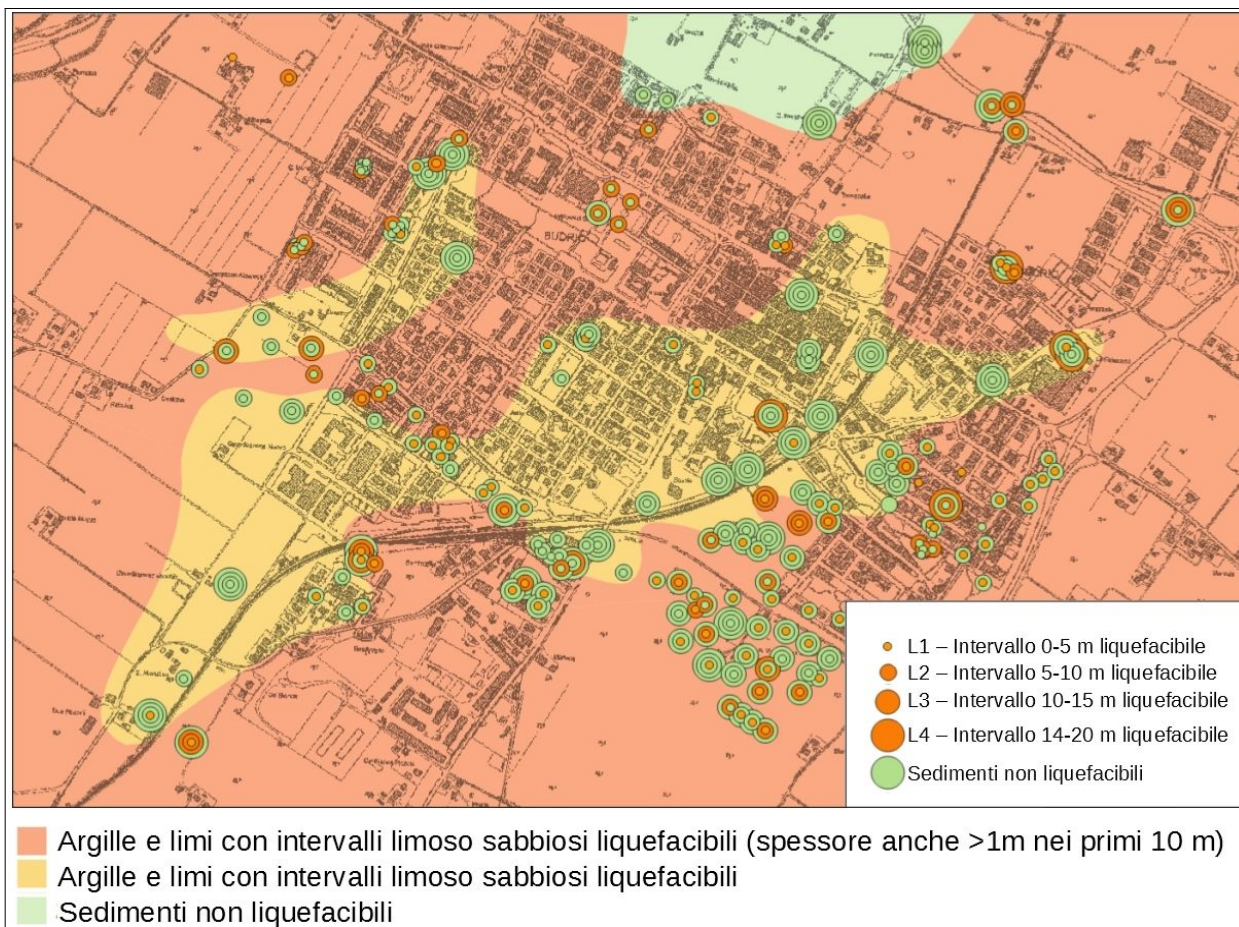 BUDRIO
L1 – Intervallo 0-5 m liquefacibile
L2 – Intervallo 5-10 m liquefacibile
L3 – Intervallo 10-15 m liquefacibile
L4 – Intervallo 14-20 m liquefacibile
Sedimenti non liquefacibili
Argille e limi con intervalli limoso sabbiosi liquefacibili (spessore anche >1m nei primi 10 m)
Argille e limi con intervalli limoso sabbiosi liquefacibili
Sedimenti non liquefacibili